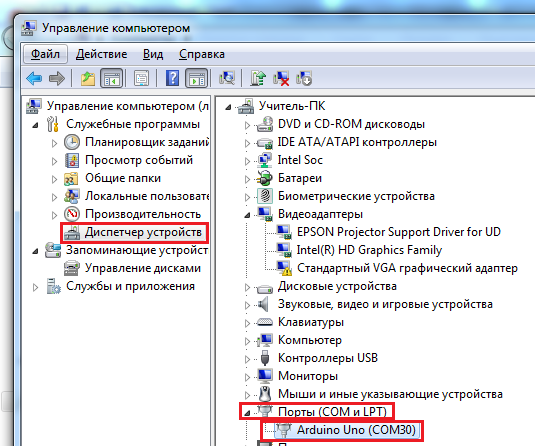 Управление компьютером
Файл Действие Вид Справка
Управление компьютером (л
Служебные программы
Планировщик заданий
Просмотр событий
Общие папки
Локальные пользовате
Производительность
Диспетчер устройств
Запоминающие устройст
Управление дисками
Службы и приложения
Учитель-ПК
DVD и CD-ROM дисководы
IDE ATA/ATAPI контроллеры
Intel Soc
Батареи
Биометрические устройства
Видеоадаптеры
EPSON Projector Support Driver for UD
Intel(R) HD Graphics Family
Стандартный VGA графический адаптер
Дисковые устройства
Звуковые, видео и игровые устройства
Клавиатуры
Компьютер
Контроллеры USB
Мониторы
Мыши и иные указывающие устройства
Порты (COM и LPT)
Arduino Uno (COM30)